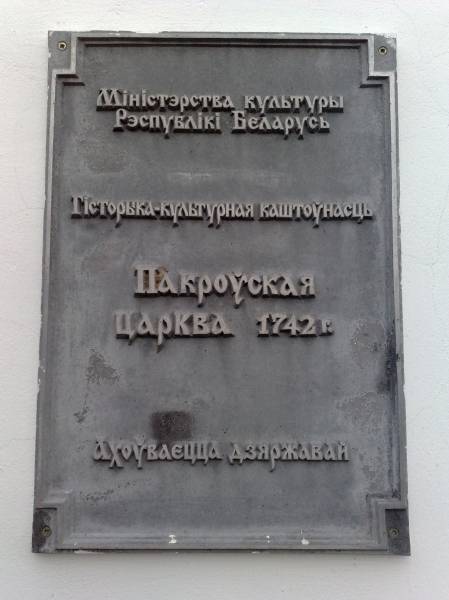 Міністэрства культуры
Рэспублікі Беларусь
Гісторыка-культурная каштоўнасць
Пакроўская
царква 1742 г.
Ахоўваецца дзяржавай